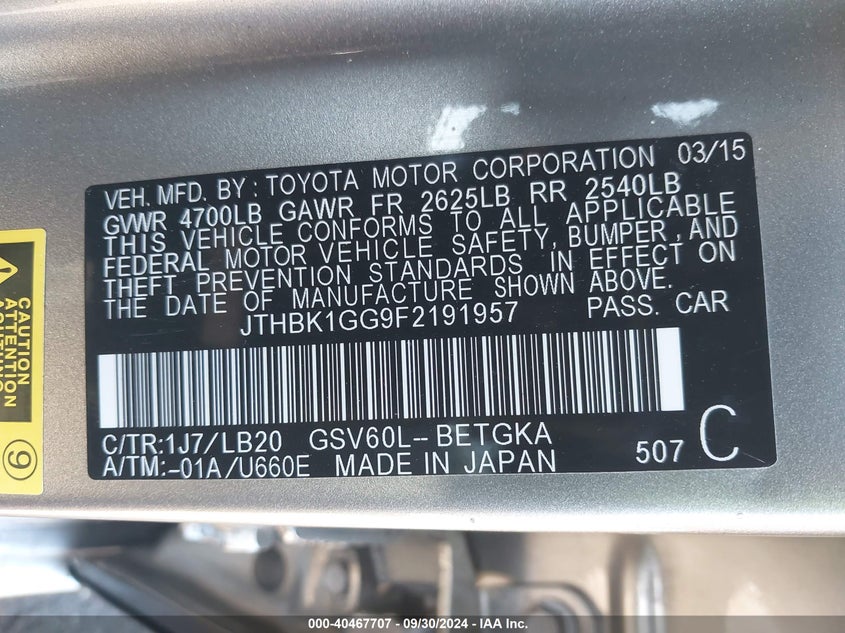 VEH. MFD. BY : TOYOTA MOTOR CORPORATION 03/15
GVWR 4700LB GAWR FR 2625LB RR 2540LB
THIS VEHICLE CONFORMS TO ALL APPLICABLE
FEDERAL MOTOR VEHICLE SAFETY, BUMPER, AND
THEFT PREVENTION STANDARDS IN EFFECT ON
THE DATE OF MANUFACTURE SHOWN ABOVE.
JTHBK1GG9F2191957 PASS. CAR
C/TR:1J7/LB20 GSV60L--BETGKA
A/TM:-01A/U660E MADE IN JAPAN 507 C
CAUTION
ATTENTION
9
000-40467707 - 09/30/2024 - IAA Inc.